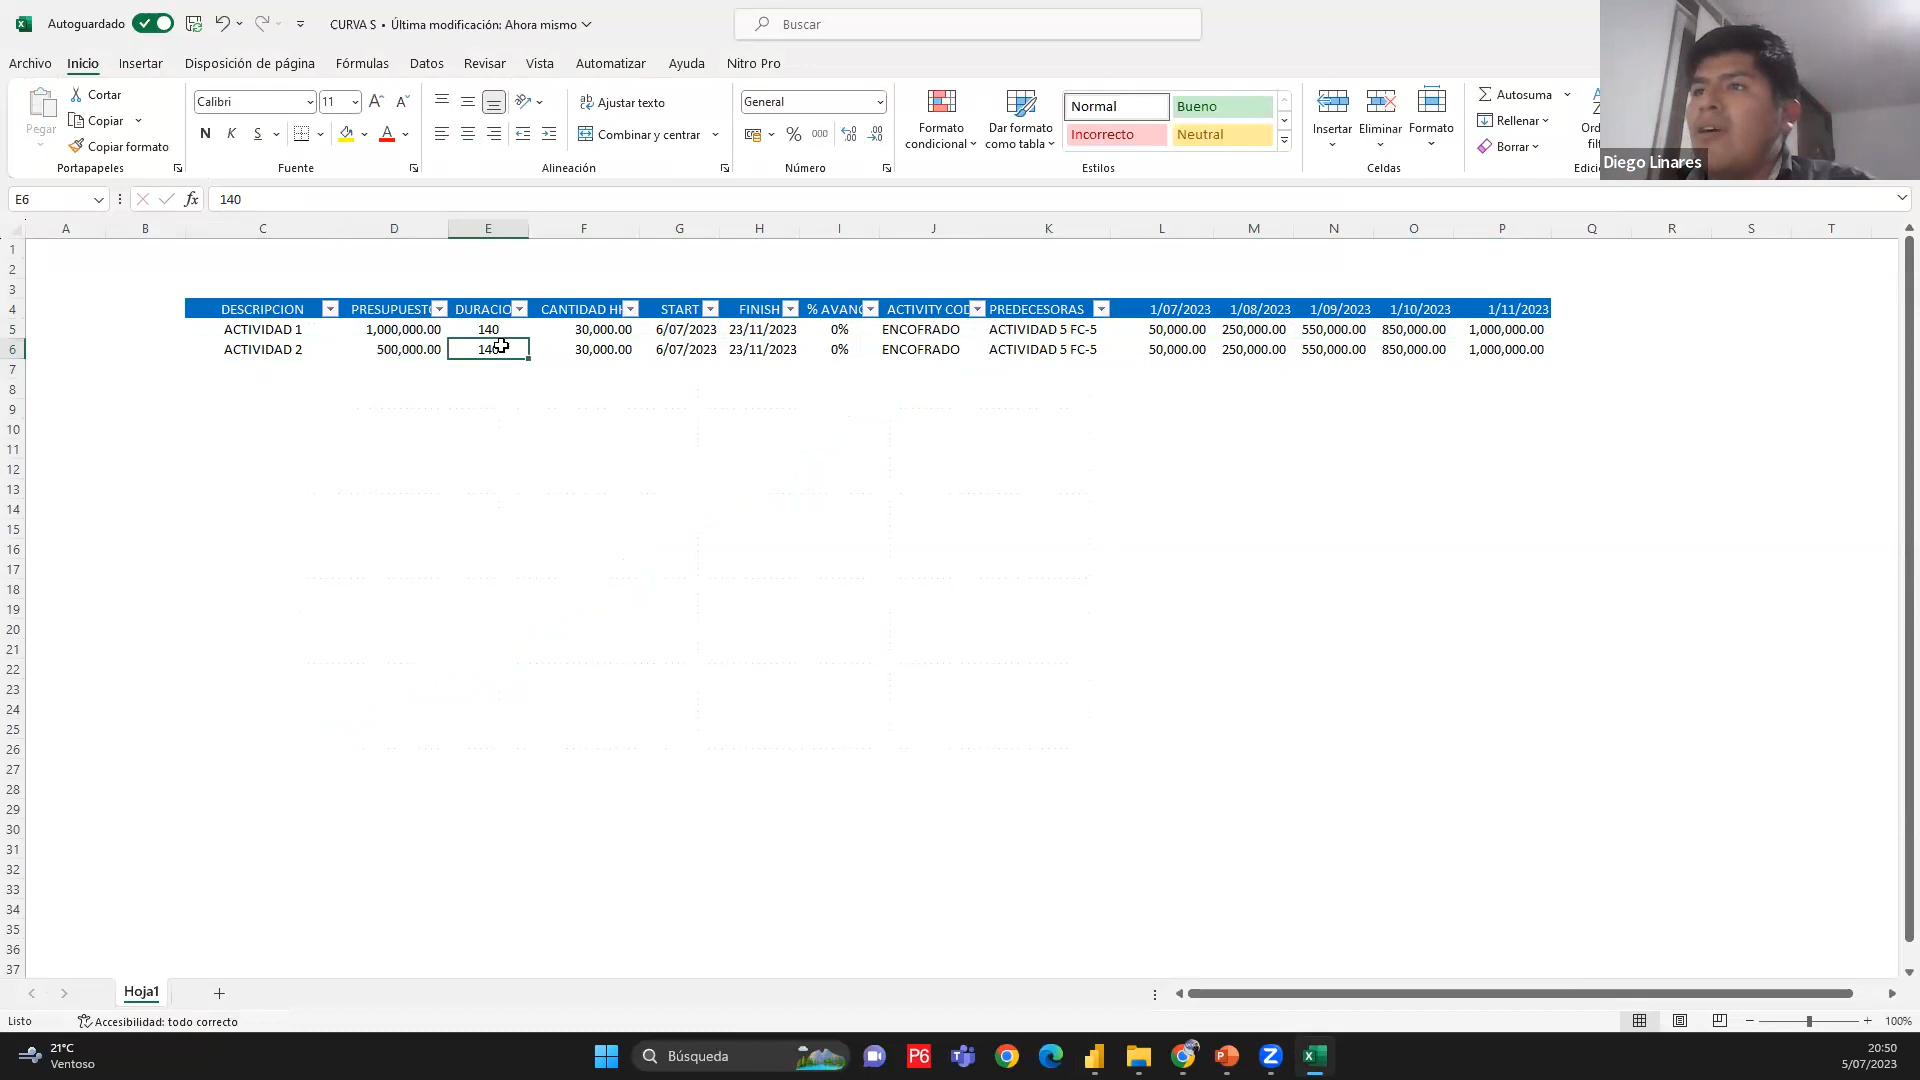 Autoguardado
CURVA S • Última modificación: Ahora mismo
Buscar
Archivo Inicio Insertar Disposición de página Fórmulas Datos Revisar Vista Automatizar Ayuda Nitro Pro
Pegar
Cortar
Copiar
Copiar formato
Portapapeles
Calibri 11
N K S
Fuente
Ajustar texto
Combinar y centrar
Alineación
General
% 000
Número
Formato condicional
Dar formato como tabla
Normal Bueno
Incorrecto Neutral
Estilos
Insertar Eliminar Formato
Celdas
Autosuma
Rellenar
Borrar
Diego Linares
E6 fx 140
A B C D E F G H I J K L M N O P Q R S T
1
2
3
4 DESCRIPCION PRESUPUESTO DURACIO CANTIDAD HH START FINISH % AVANC ACTIVITY COD PREDECESORAS 1/07/2023 1/08/2023 1/09/2023 1/10/2023 1/11/2023
5 ACTIVIDAD 1 1,000,000.00 140 30,000.00 6/07/2023 23/11/2023 0% ENCOFRADO ACTIVIDAD 5 FC-5 50,000.00 250,000.00 550,000.00 850,000.00 1,000,000.00
6 ACTIVIDAD 2 500,000.00 140 30,000.00 6/07/2023 23/11/2023 0% ENCOFRADO ACTIVIDAD 5 FC-5 50,000.00 250,000.00 550,000.00 850,000.00 1,000,000.00
7
8
9
10
11
12
13
14
15
16
17
18
19
20
21
22
23
24
25
26
27
28
29
30
31
32
33
34
35
36
37
Hoja1
Listo Accesibilidad: todo correcto 100%
21°C
Ventoso
Búsqueda
P6
20:50
5/07/2023